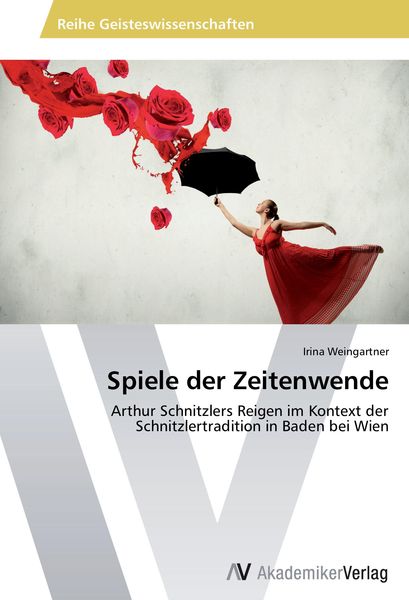 Reihe Geisteswissenschaften
Irina Weingartner
Spiele der Zeitenwende
Arthur Schnitzlers Reigen im Kontext der
Schnitzlertradition in Baden bei Wien
AV AkademikerVerlag